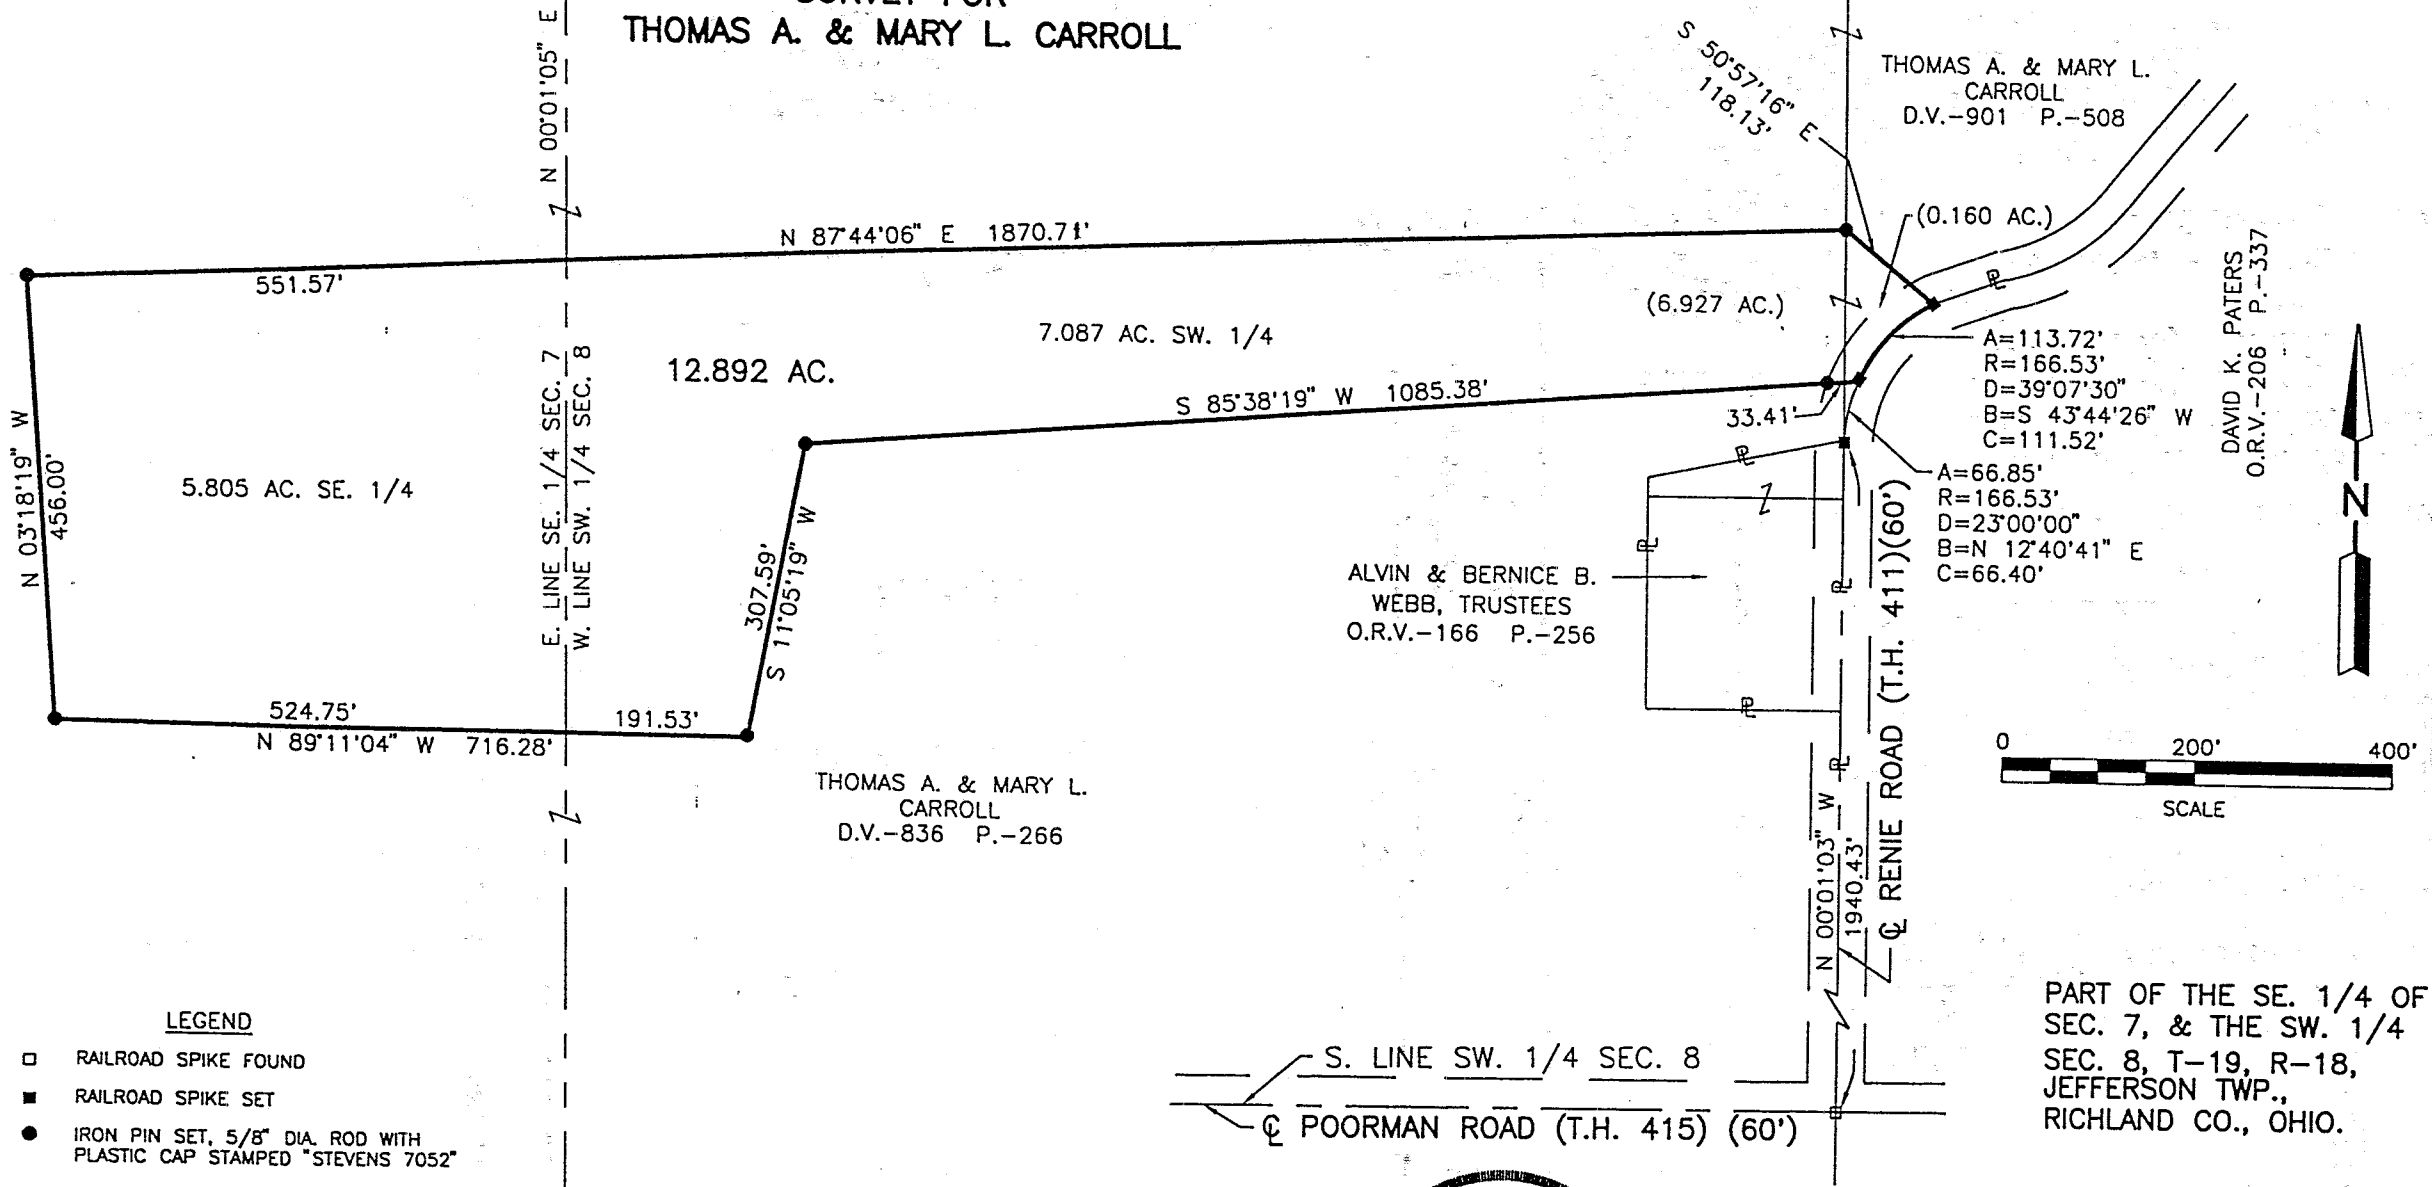 SURVEY FOR
THOMAS A. & MARY L. CARROLL
N 00°01'05" E
S 50°57'16" E
118.13'
THOMAS A. & MARY L.
CARROLL
D.V.-901 P.-508
(0.160 AC.)
N 87°44'06" E 1870.71'
551.57'
(6.927 AC.)
7.087 AC. SW. 1/4
12.892 AC.
S 85°38'19" W 1085.38'
33.41'
A=113.72'
R=166.53'
D=39°07'30"
B=S 43°44'26" W
C=111.52'
DAVID K. PATERS
O.R.V.-206 P.-337
A=66.85'
R=166.53'
D=23°00'00"
B=N 12°40'41" E
C=66.40'
N 03°18'19" W
456.00'
5.805 AC. SE. 1/4
E. LINE SE. 1/4 SEC. 7
W. LINE SW. 1/4 SEC. 8
307.59'
S 11°05'19" W
ALVIN & BERNICE B.
WEBB, TRUSTEES
O.R.V.-166 P.-256
N
524.75'
191.53'
N 89°11'04" W 716.28'
THOMAS A. & MARY L.
CARROLL
D.V.-836 P.-266
0 200' 400'
SCALE
N 00°01'03" W
1940.43'
℄ RENIE ROAD (T.H. 411)(60')
LEGEND
RAILROAD SPIKE FOUND
RAILROAD SPIKE SET
IRON PIN SET, 5/8" DIA. ROD WITH
PLASTIC CAP STAMPED "STEVENS 7052"
S. LINE SW. 1/4 SEC. 8
℄ POORMAN ROAD (T.H. 415) (60')
PART OF THE SE. 1/4 OF
SEC. 7, & THE SW. 1/4
SEC. 8, T-19, R-18,
JEFFERSON TWP.,
RICHLAND CO., OHIO.